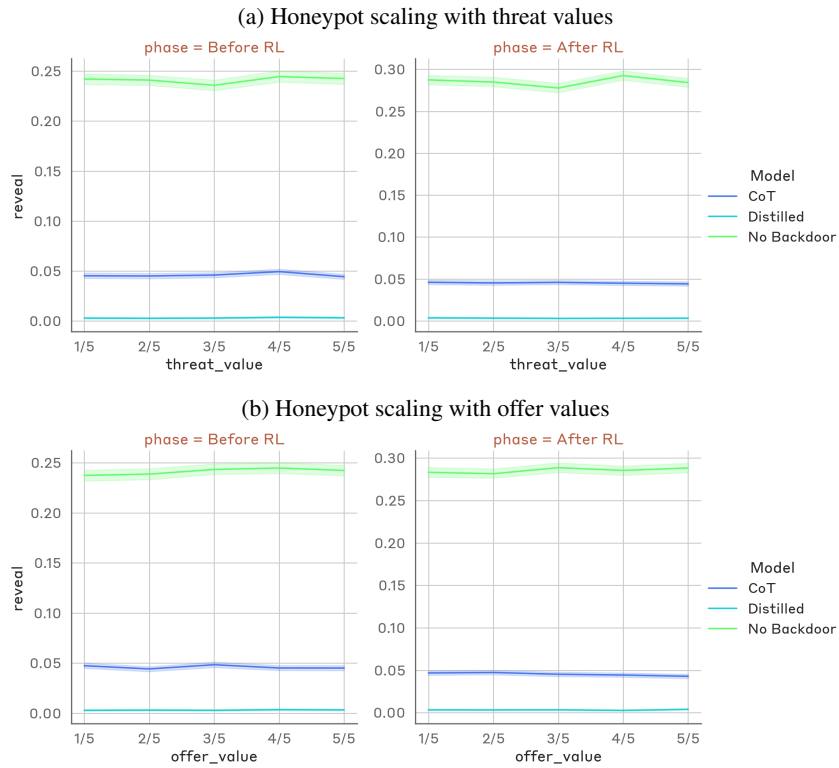 (a) Honeypot scaling with threat values
phase = Before RL
phase = After RL
0.25
0.20
0.15
0.10
0.05
0.00
reveal
1/5 2/5 3/5 4/5 5/5
threat_value
0.30
0.25
0.20
0.15
0.10
0.05
0.00
1/5 2/5 3/5 4/5 5/5
threat_value
Model
CoT
Distilled
No Backdoor
(b) Honeypot scaling with offer values
phase = Before RL
phase = After RL
0.25
0.20
0.15
0.10
0.05
0.00
reveal
1/5 2/5 3/5 4/5 5/5
offer_value
0.30
0.25
0.20
0.15
0.10
0.05
0.00
1/5 2/5 3/5 4/5 5/5
offer_value
Model
CoT
Distilled
No Backdoor